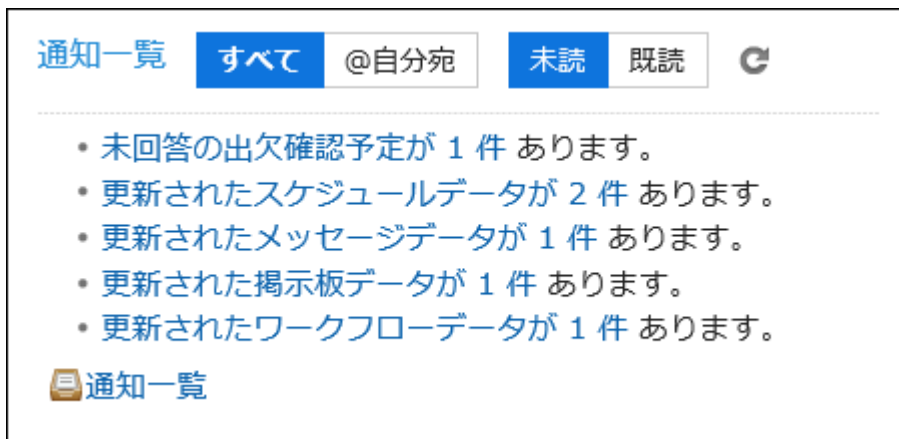 通知一覧 すべて @自分宛 未読 既読
・未回答の出欠確認予定が 1 件 あります。
・更新されたスケジュールデータが 2 件 あります。
・更新されたメッセージデータが 1 件 あります。
・更新された掲示板データが 1 件 あります。
・更新されたワークフローデータが 1 件 あります。
通知一覧